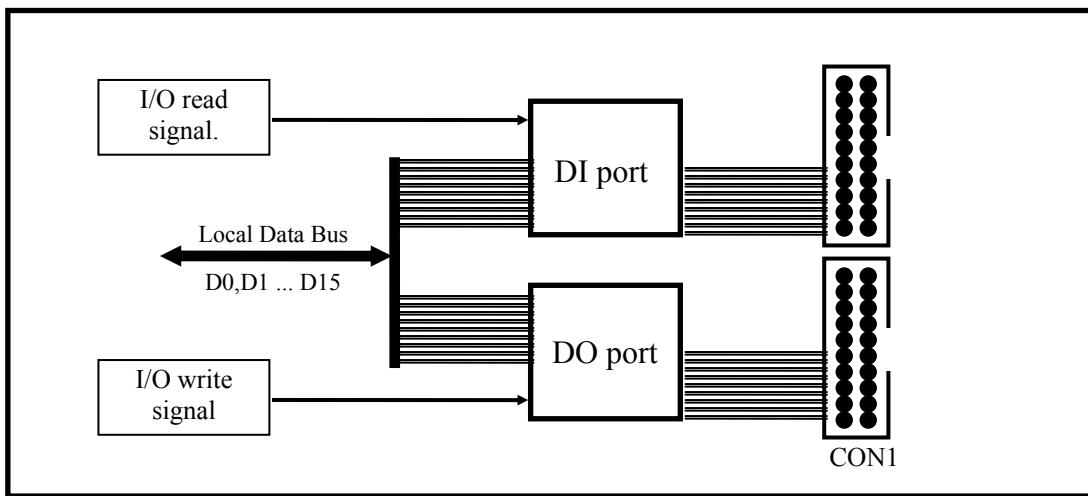 I/O read
signal.
DI port
Local Data Bus
D0,D1 ... D15
DO port
I/O write
signal
CON1